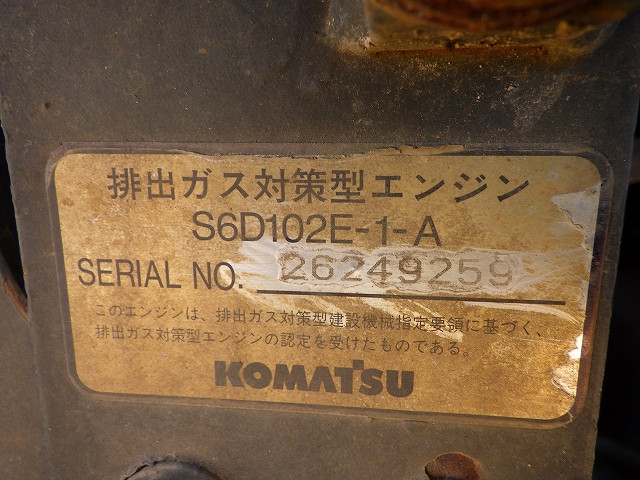 排出ガス対策型エンジン
S6D102E-1-A
SERIAL NO. 26249259
このエンジンは、排出ガス対策型建設機械指定要領に基づく、
排出ガス対策型エンジンの認定を受けたものである。
KOMATSU